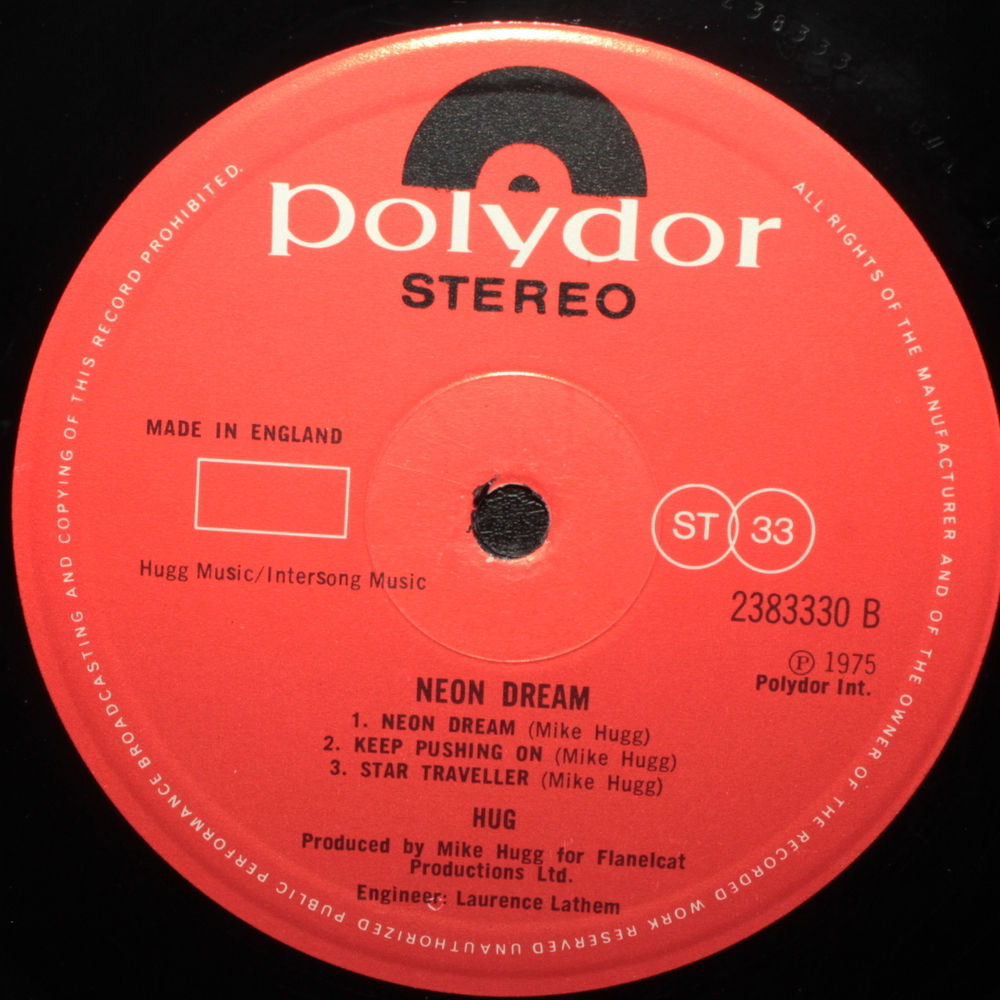 polydor
STEREO
ALL RIGHTS OF THE MANUFACTURER AND OF THE OWNER OF THE RECORDED WORK RESERVED UNAUTHORIZED PUBLIC PERFORMANCE BROADCASTING AND COPYING OF THIS RECORD PROHIBITED.
MADE IN ENGLAND
ST 33
Hugg Music/Intersong Music
2383330 B
℗ 1975
Polydor Int.
NEON DREAM
1. NEON DREAM (Mike Hugg)
2. KEEP PUSHING ON (Mike Hugg)
3. STAR TRAVELLER (Mike Hugg)
HUG
Produced by Mike Hugg for Flanelcat
Productions Ltd.
Engineer: Laurence Lathem